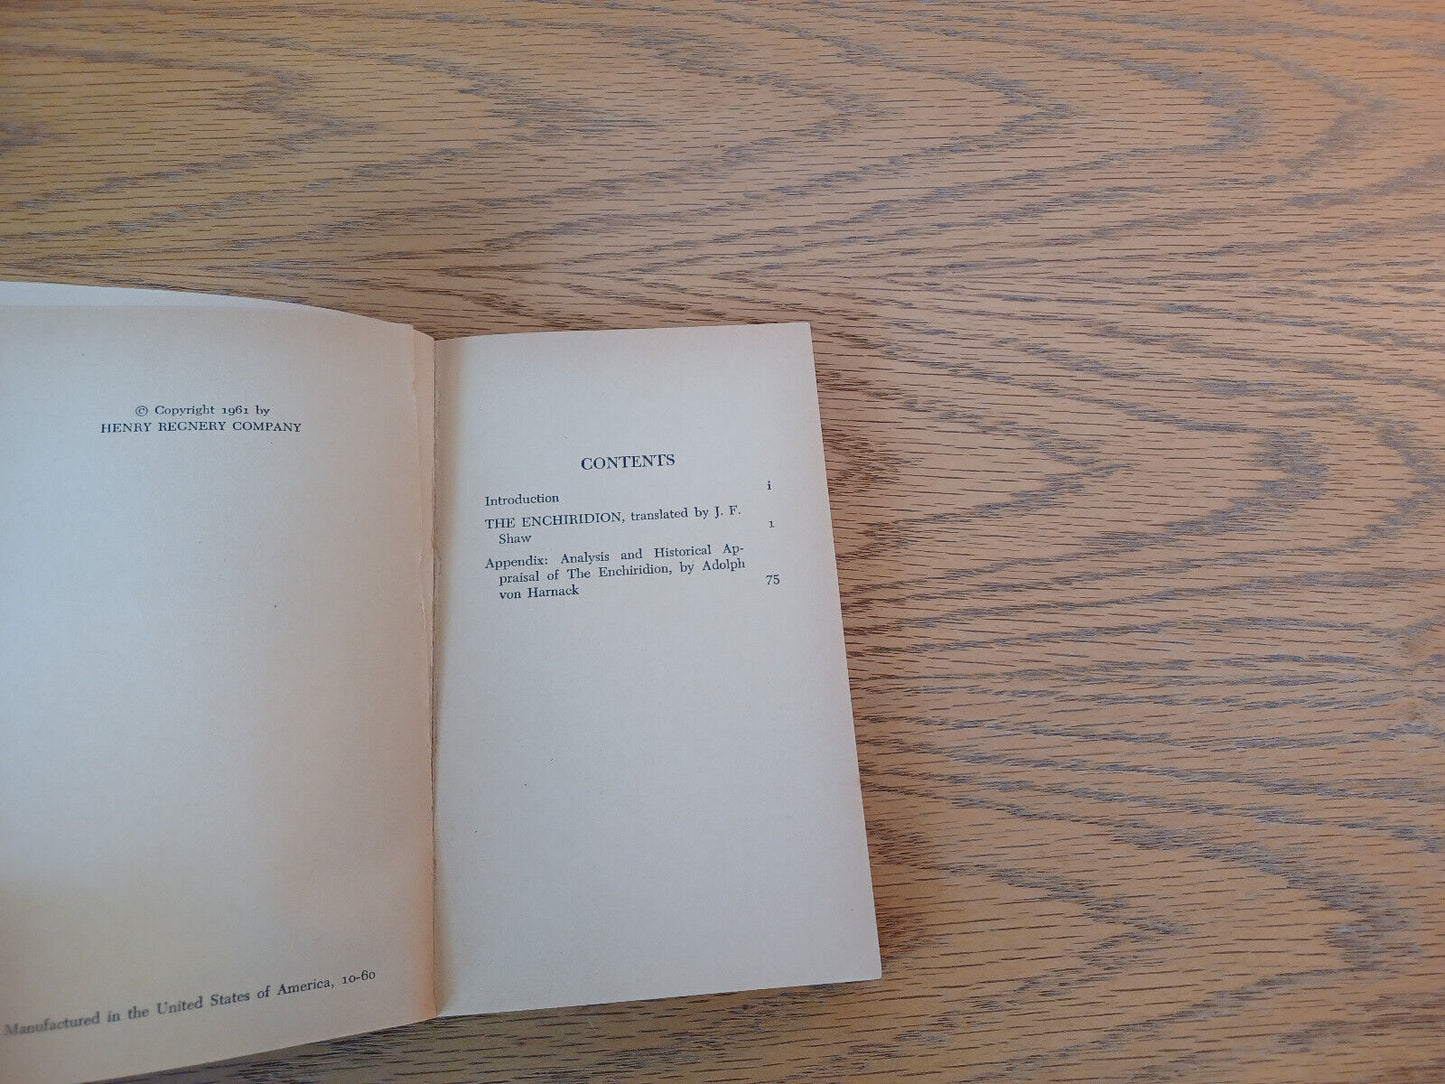 © Copyright 1961 by
HENRY REGNERY COMPANY
Manufactured in the United States of America, 10-60
CONTENTS
Introduction i
THE ENCHIRIDION, translated by J. F.
Shaw 1
Appendix: Analysis and Historical Ap-
praisal of The Enchiridion, by Adolph
von Harnack 75